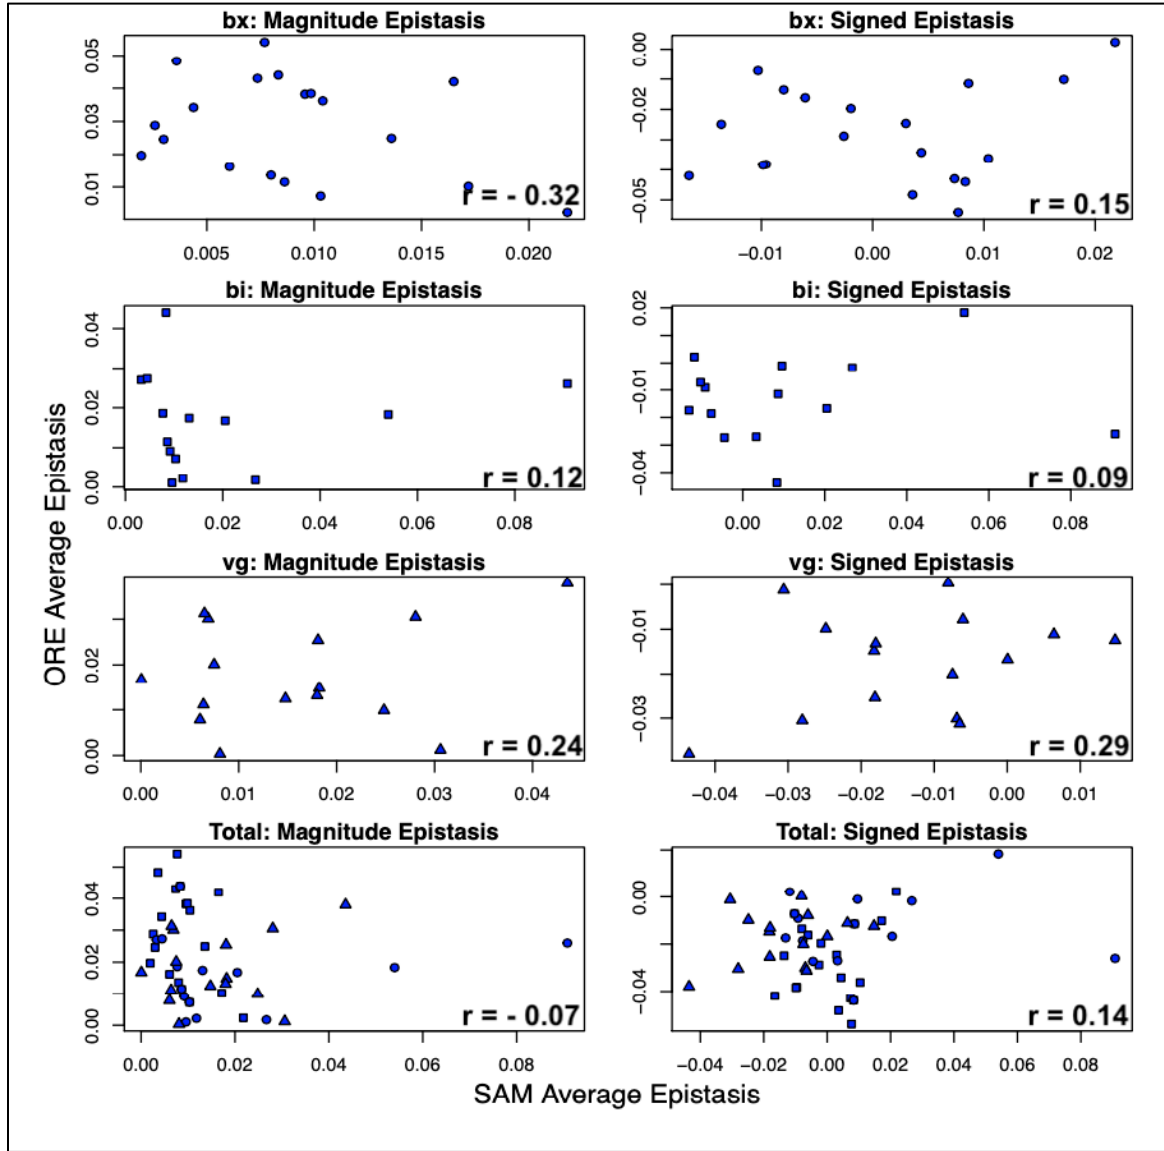 bx: Magnitude Epistasis
0.05
0.03
0.01
r = - 0.32
0.005 0.010 0.015 0.020
bx: Signed Epistasis
0.00
−0.02
−0.05
r = 0.15
−0.01 0.00 0.01 0.02
bi: Magnitude Epistasis
0.04
0.02
0.00
r = 0.12
0.00 0.02 0.04 0.06 0.08
bi: Signed Epistasis
0.02
−0.01
−0.04
r = 0.09
0.00 0.02 0.04 0.06 0.08
ORE Average Epistasis
vg: Magnitude Epistasis
0.02
0.00
r = 0.24
0.00 0.01 0.02 0.03 0.04
vg: Signed Epistasis
−0.01
−0.03
r = 0.29
−0.04 −0.03 −0.02 −0.01 0.00 0.01
Total: Magnitude Epistasis
0.04
0.02
0.00
r = - 0.07
0.00 0.02 0.04 0.06 0.08
Total: Signed Epistasis
0.00
−0.04
r = 0.14
−0.04 −0.02 0.00 0.02 0.04 0.06 0.08
SAM Average Epistasis